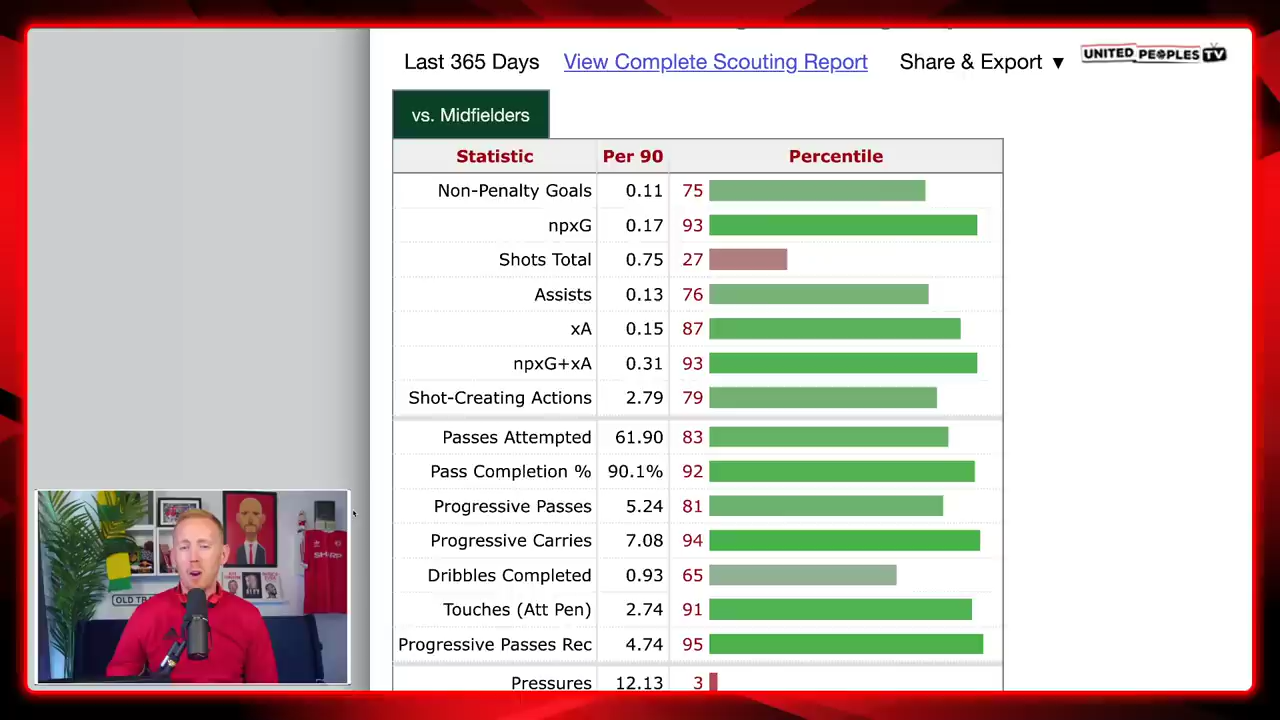 Last 365 Days View Complete Scouting Report Share & Export ▼
UNITED PEOPLES TV
vs. Midfielders
Statistic Per 90 Percentile
Non-Penalty Goals 0.11 75
npxG 0.17 93
Shots Total 0.75 27
Assists 0.13 76
xA 0.15 87
npxG+xA 0.31 93
Shot-Creating Actions 2.79 79
Passes Attempted 61.90 83
Pass Completion % 90.1% 92
Progressive Passes 5.24 81
Progressive Carries 7.08 94
Dribbles Completed 0.93 65
Touches (Att Pen) 2.74 91
Progressive Passes Rec 4.74 95
Pressures 12.13 3
OLD TR
SHARP